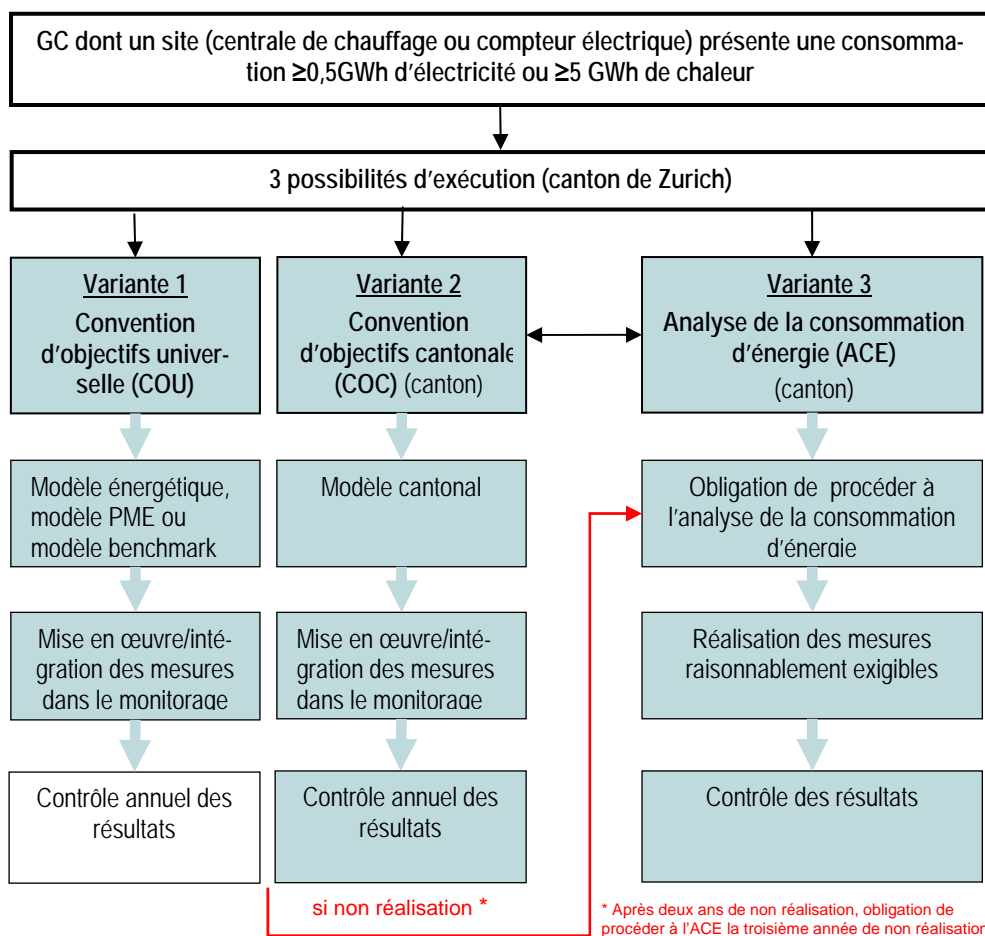 GC dont un site (centrale de chauffage ou compteur électrique) présente une consomma-
tion ≥0,5GWh d'électricité ou ≥5 GWh de chaleur
3 possibilités d'exécution (canton de Zurich)
Variante 1
Convention
d'objectifs univer-
selle (COU)
Variante 2
Convention
d'objectifs cantonale
(COC) (canton)
Variante 3
Analyse de la consommation
d'énergie (ACE)
(canton)
Modèle énergétique,
modèle PME ou
modèle benchmark
Modèle cantonal
Obligation de procéder à
l'analyse de la consommation
d'énergie
Mise en œuvre/inté-
gration des mesures
dans le monitorage
Mise en œuvre/inté-
gration des mesures
dans le monitorage
Réalisation des mesures
raisonnablement exigibles
Contrôle annuel des
résultats
Contrôle annuel des
résultats
Contrôle des résultats
si non réalisation *
* Après deux ans de non réalisation, obligation de
procéder à l'ACE la troisième année de non réalisation